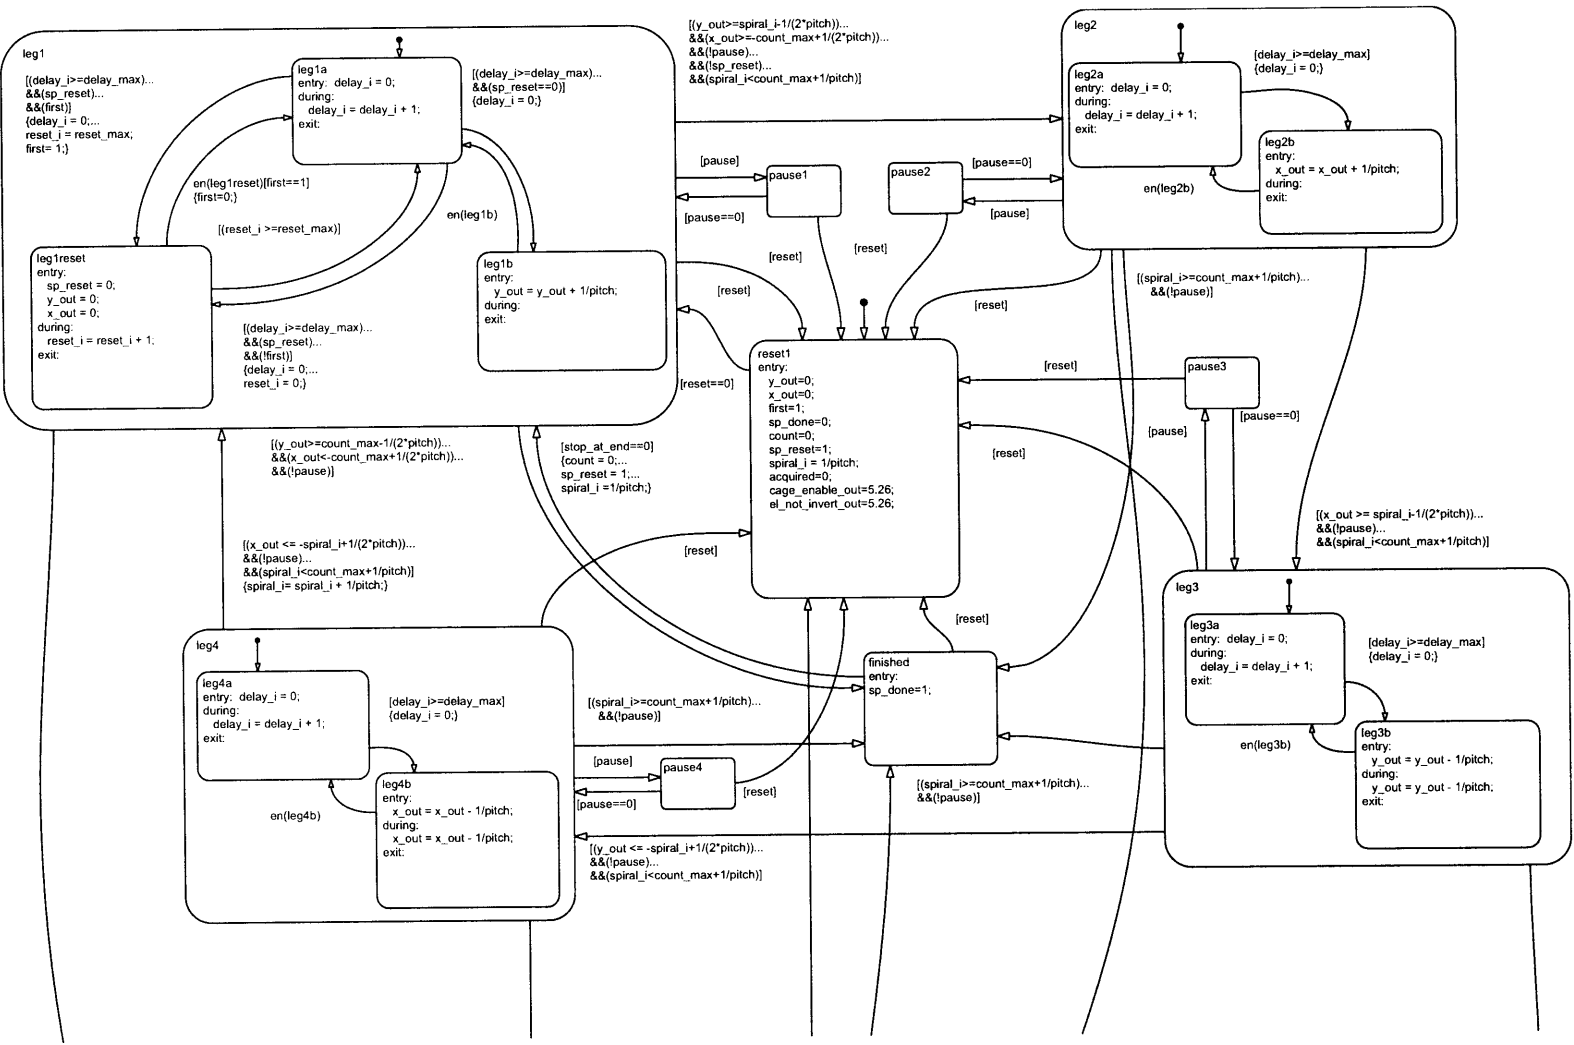 leg1
[(delay_i>=delay_max)...
&&(sp_reset)...
&&(first)]
{delay_i = 0;...
reset_i = reset_max;
first= 1;}
leg1a
entry:  delay_i = 0;
during:
delay_i = delay_i + 1;
exit:
[(delay_i>=delay_max)...
&&(sp_reset==0)]
{delay_i = 0;}
en(leg1reset)[first==1]
{first=0;}
[(reset_i >=reset_max)]
en(leg1b)
leg1reset
entry:
sp_reset = 0;
y_out = 0;
x_out = 0;
during:
reset_i = reset_i + 1;
exit:
[(delay_i>=delay_max)...
&&(sp_reset)...
&&(!first)]
{delay_i = 0;...
reset_i = 0;}
leg1b
entry:
y_out = y_out + 1/pitch;
during:
exit:
[(y_out>=spiral_i-1/(2*pitch))...
&&(x_out>=-count_max+1/(2*pitch))...
&&(!pause)...
&&(!sp_reset)...
&&(spiral_i<count_max+1/pitch)]
[pause]
pause1
[pause==0]
[reset]
pause2
[pause==0]
[pause]
[reset]
[reset]
[reset==0]
[reset]
leg2
leg2a
entry:  delay_i = 0;
during:
delay_i = delay_i + 1;
exit:
[delay_i>=delay_max]
{delay_i = 0;}
leg2b
entry:
x_out = x_out + 1/pitch;
during:
exit:
en(leg2b)
[(spiral_i>=count_max+1/pitch)...
&&(!pause)]
reset1
entry:
y_out=0;
x_out=0;
first=1;
sp_done=0;
count=0;
sp_reset=1;
spiral_i = 1/pitch;
acquired=0;
cage_enable_out=5.26;
el_not_invert_out=5.26;
[reset]
pause3
[pause==0]
[pause]
[reset]
[(y_out>=count_max-1/(2*pitch))...
&&(x_out<-count_max+1/(2*pitch))...
&&(!pause)]
[stop_at_end==0]
{count = 0;...
sp_reset = 1;...
spiral_i =1/pitch;}
[(x_out <= -spiral_i+1/(2*pitch))...
&&(!pause)...
&&(spiral_i<count_max+1/pitch)]
{spiral_i= spiral_i + 1/pitch;}
[reset]
[(x_out >= spiral_i-1/(2*pitch))...
&&(!pause)...
&&(spiral_i<count_max+1/pitch)]
leg3
leg3a
entry:  delay_i = 0;
during:
delay_i = delay_i + 1;
exit:
[delay_i>=delay_max]
{delay_i = 0;}
en(leg3b)
leg3b
entry:
y_out = y_out - 1/pitch;
during:
y_out = y_out - 1/pitch;
exit:
[reset]
finished
entry:
sp_done=1;
leg4
leg4a
entry:  delay_i = 0;
during:
delay_i = delay_i + 1;
exit:
[delay_i>=delay_max]
{delay_i = 0;}
en(leg4b)
leg4b
entry:
x_out = x_out - 1/pitch;
during:
x_out = x_out - 1/pitch;
exit:
[(spiral_i>=count_max+1/pitch)...
&&(!pause)]
[pause]
pause4
[pause==0]
[reset]
[(spiral_i>=count_max+1/pitch)...
&&(!pause)]
[(y_out <= -spiral_i+1/(2*pitch))...
&&(!pause)...
&&(spiral_i<count_max+1/pitch)]